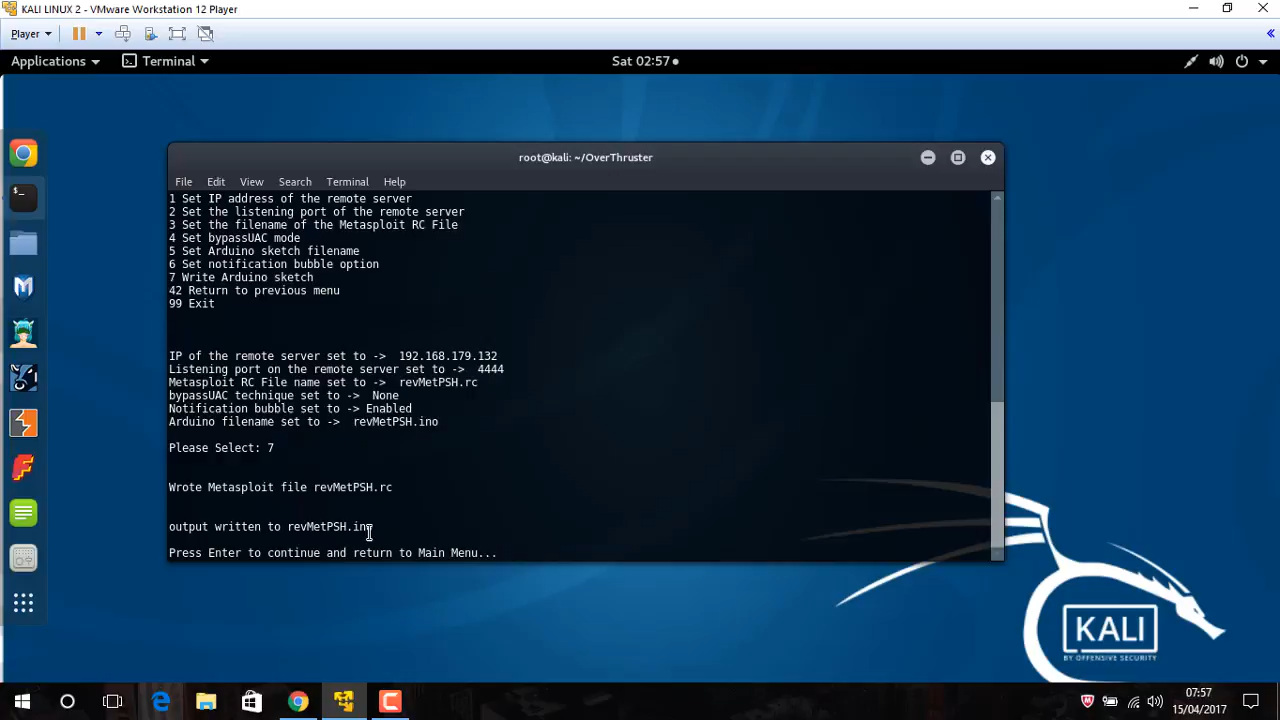 KALI LINUX 2 - VMware Workstation 12 Player
Player
Applications
Terminal
Sat 02:57
root@kali: ~/OverThruster
File Edit View Search Terminal Help
1 Set IP address of the remote server
2 Set the listening port of the remote server
3 Set the filename of the Metasploit RC File
4 Set bypassUAC mode
5 Set Arduino sketch filename
6 Set notification bubble option
7 Write Arduino sketch
42 Return to previous menu
99 Exit
IP of the remote server set to -> 192.168.179.132
Listening port on the remote server set to -> 4444
Metasploit RC File name set to -> revMetPSH.rc
bypassUAC technique set to -> None
Notification bubble set to -> Enabled
Arduino filename set to -> revMetPSH.ino
Please Select: 7
Wrote Metasploit file revMetPSH.rc
output written to revMetPSH.ino
Press Enter to continue and return to Main Menu...
KALI
BY OFFENSIVE SECURITY
07:57
15/04/2017